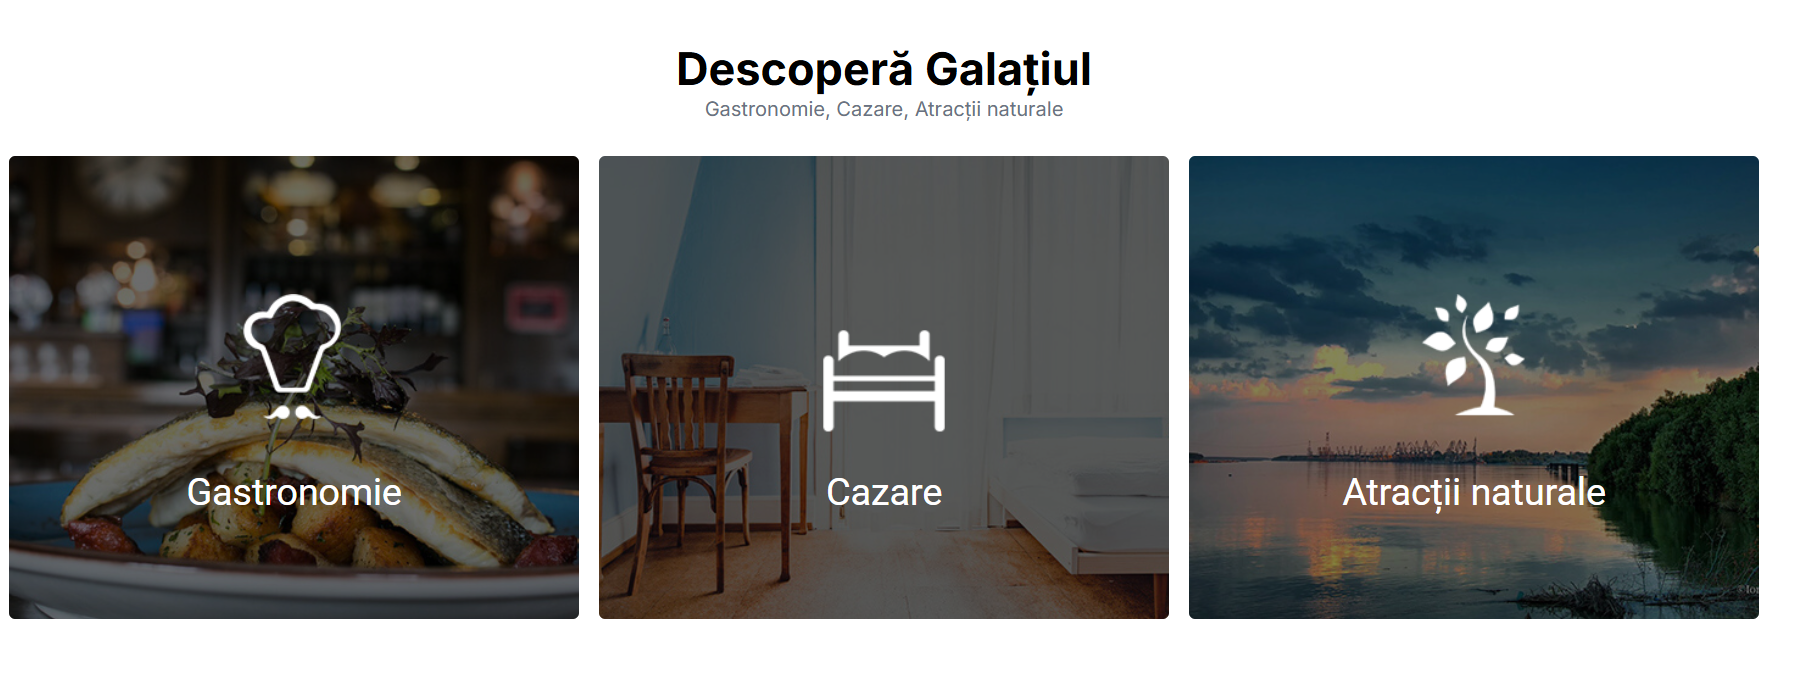 Descoperă Galațiul
Gastronomie, Cazare, Atracții naturale
Gastronomie
Cazare
Atracții naturale